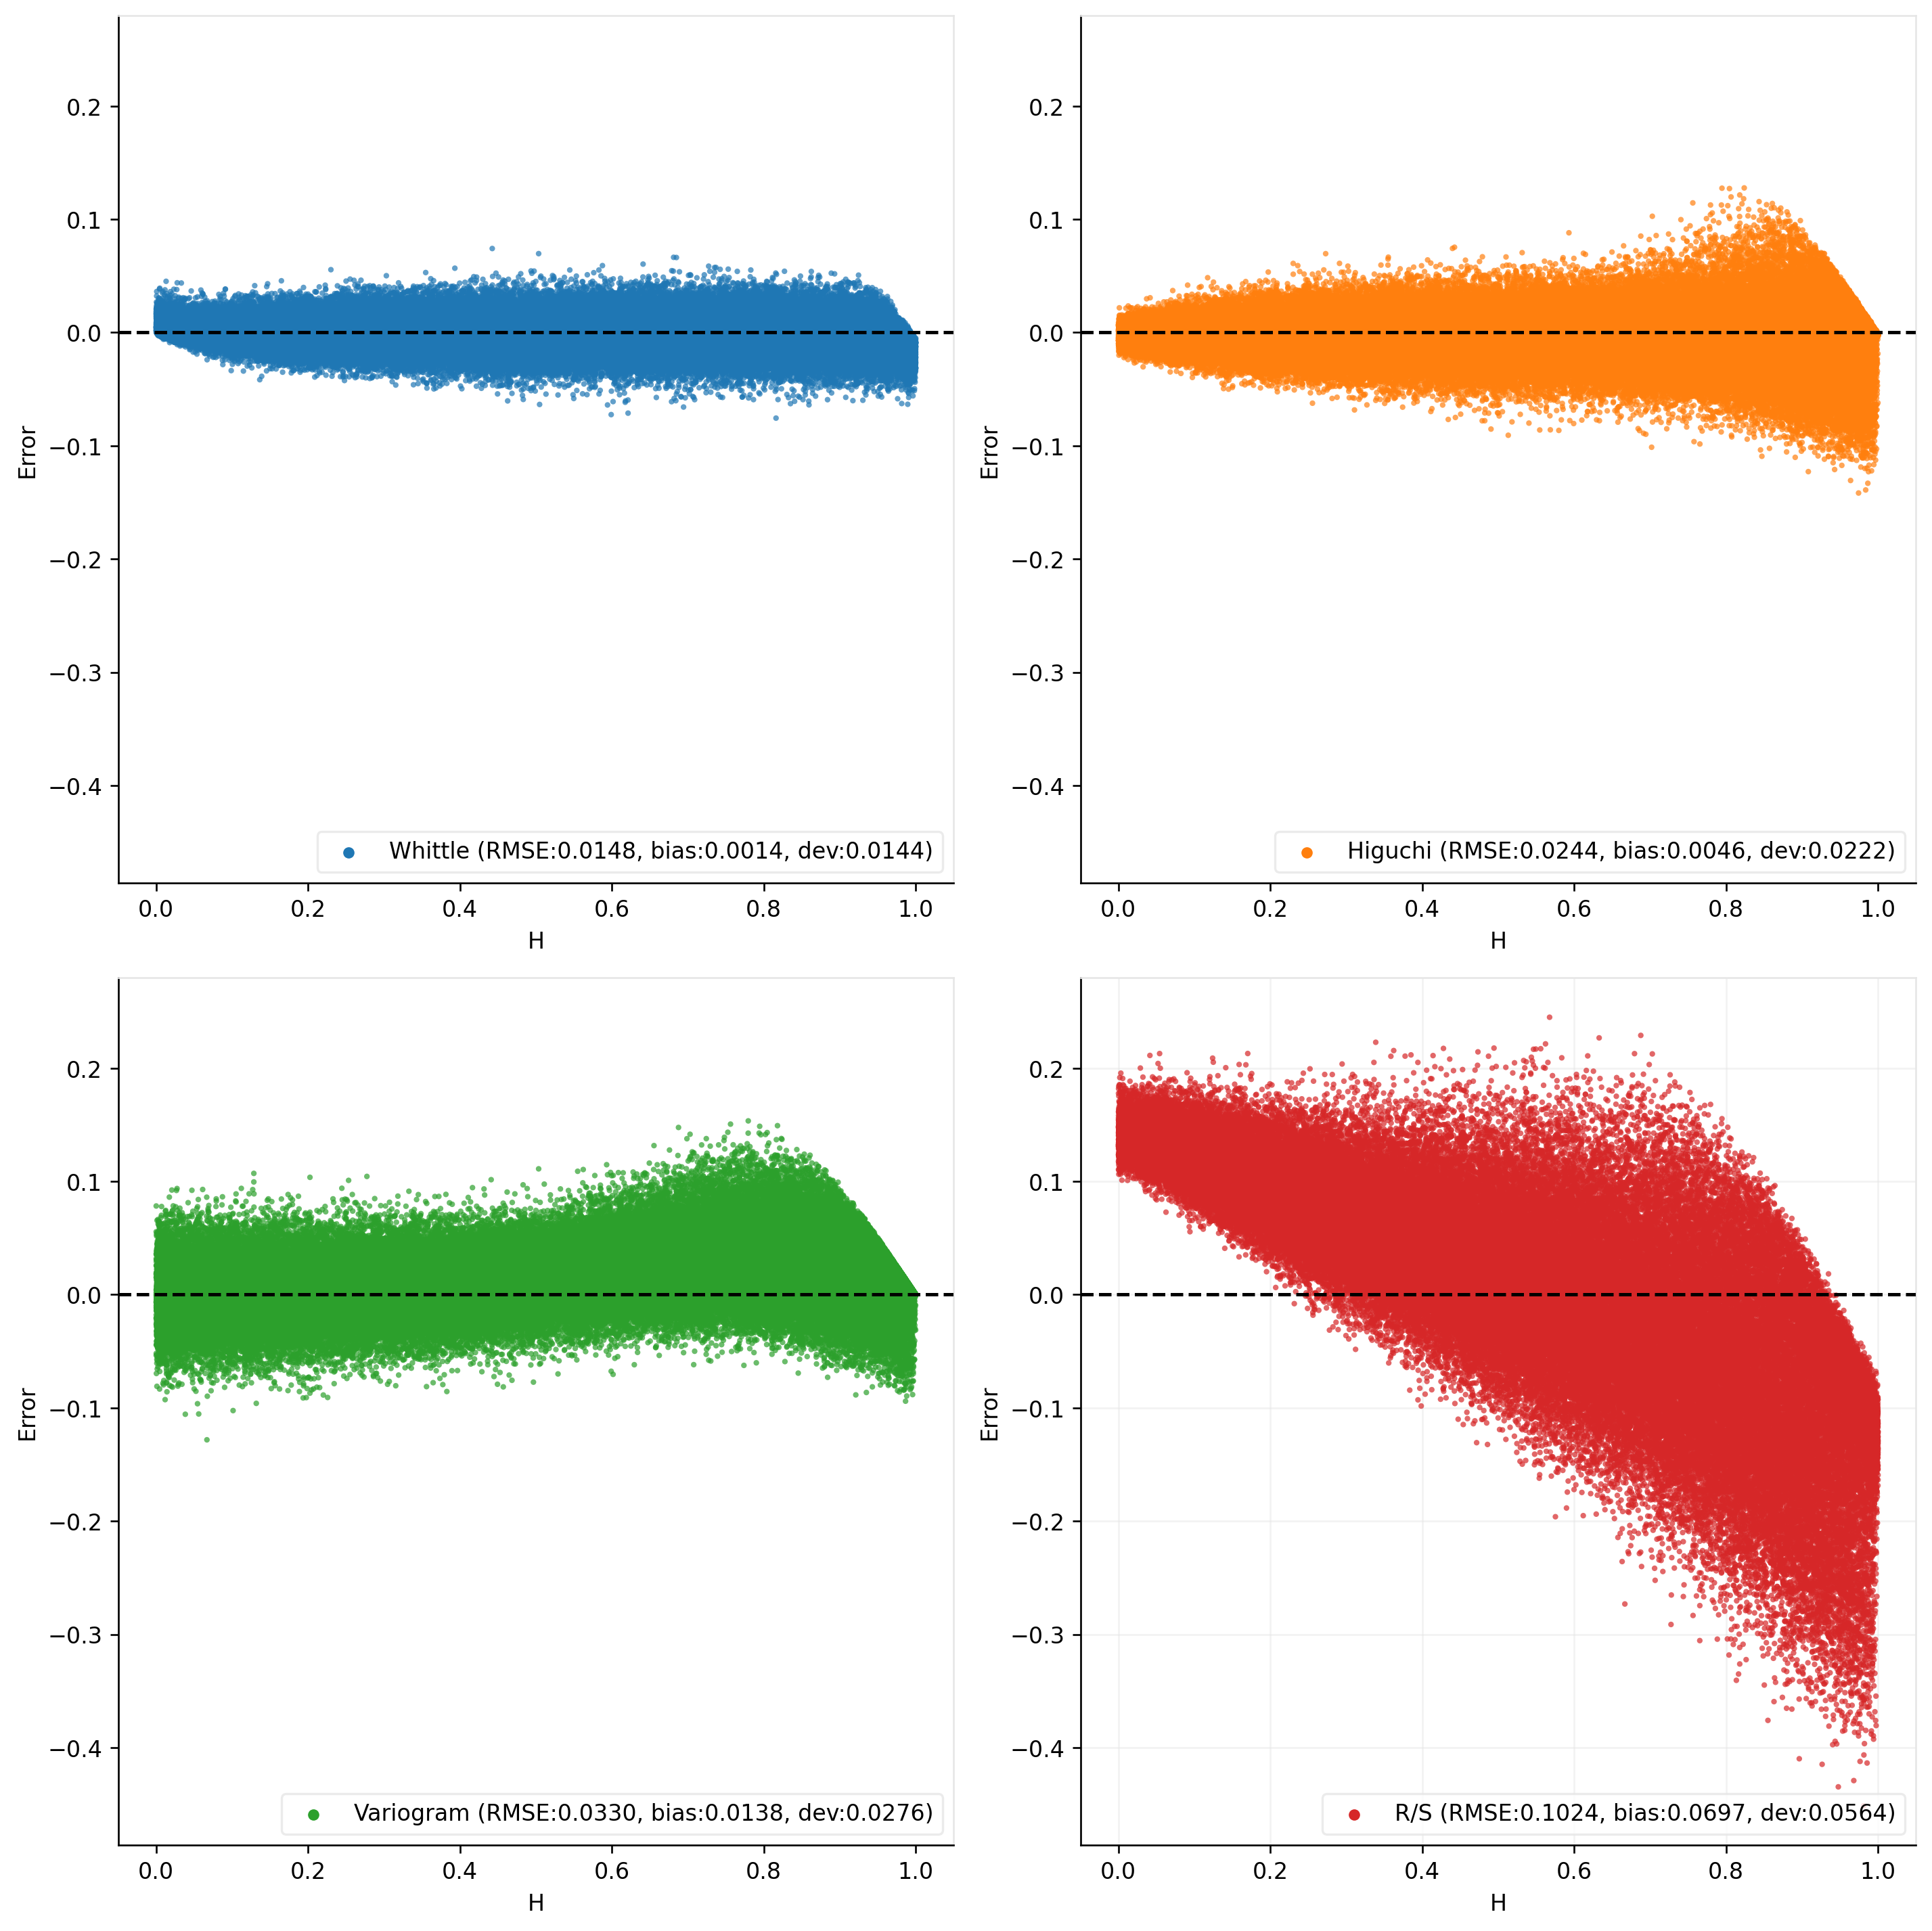 0.2
0.1
0.0
−0.1
−0.2
−0.3
−0.4
Error
Whittle (RMSE:0.0148, bias:0.0014, dev:0.0144)
0.0 0.2 0.4 0.6 0.8 1.0
H
0.2
0.1
0.0
−0.1
−0.2
−0.3
−0.4
Error
Higuchi (RMSE:0.0244, bias:0.0046, dev:0.0222)
0.0 0.2 0.4 0.6 0.8 1.0
H
0.2
0.1
0.0
−0.1
−0.2
−0.3
−0.4
Error
Variogram (RMSE:0.0330, bias:0.0138, dev:0.0276)
0.0 0.2 0.4 0.6 0.8 1.0
H
0.2
0.1
0.0
−0.1
−0.2
−0.3
−0.4
Error
R/S (RMSE:0.1024, bias:0.0697, dev:0.0564)
0.0 0.2 0.4 0.6 0.8 1.0
H